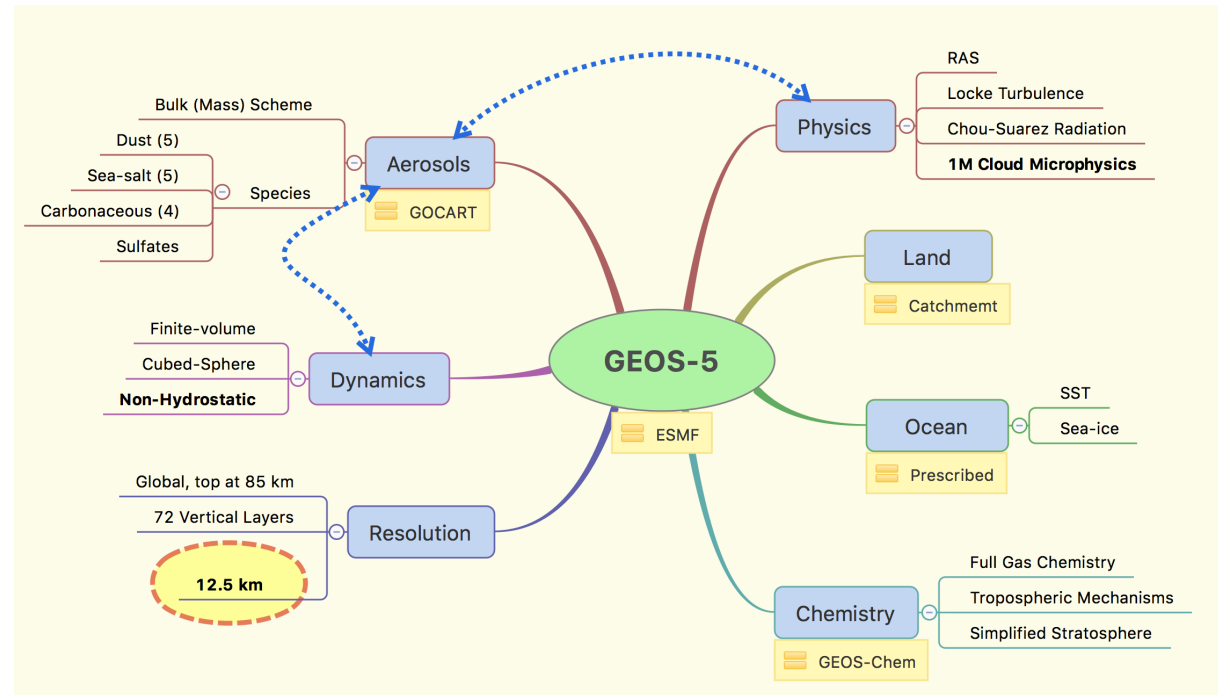 GEOS-5
ESMF
Aerosols
GOCART
Bulk (Mass) Scheme
Species
Dust (5)
Sea-salt (5)
Carbonaceous (4)
Sulfates
Dynamics
Finite-volume
Cubed-Sphere
Non-Hydrostatic
Resolution
Global, top at 85 km
72 Vertical Layers
12.5 km
Physics
RAS
Locke Turbulence
Chou-Suarez Radiation
1M Cloud Microphysics
Land
Catchmemt
Ocean
Prescribed
SST
Sea-ice
Chemistry
GEOS-Chem
Full Gas Chemistry
Tropospheric Mechanisms
Simplified Stratosphere